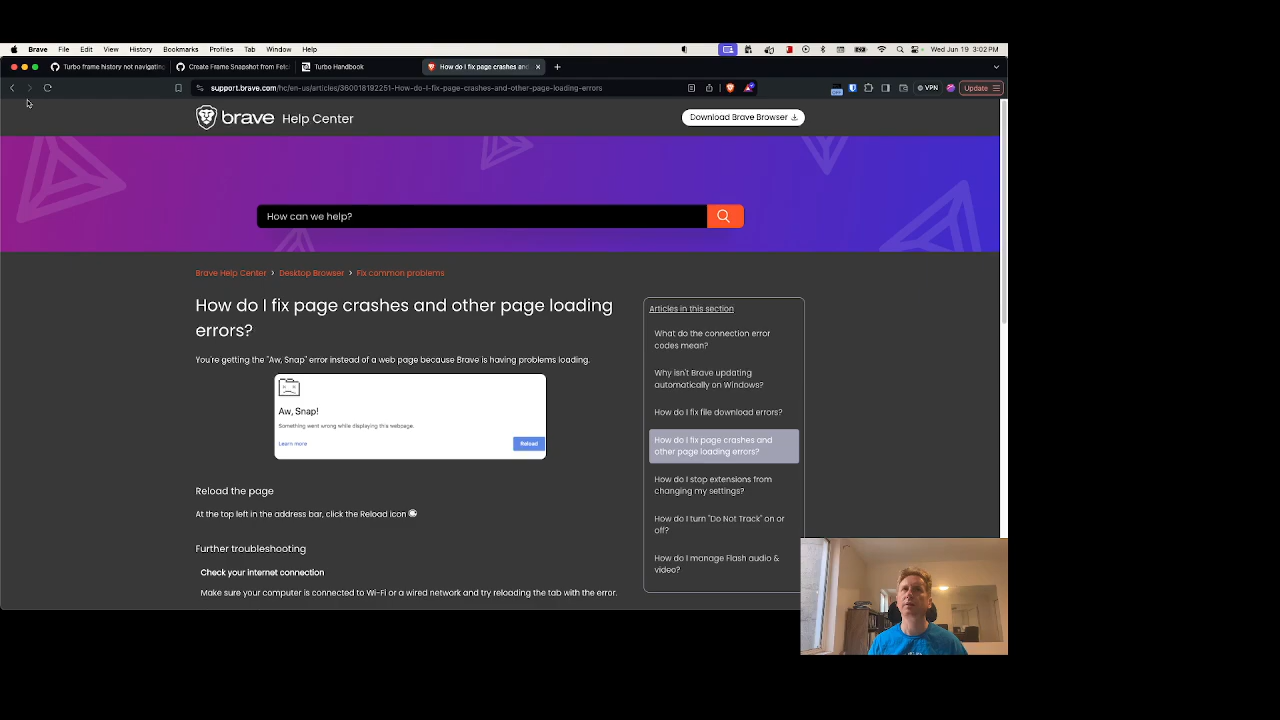 Brave File Edit View History Bookmarks Profiles Tab Window Help Wed Jun 19 3:02 PM
Turbo frame history not navigating Create Frame Snapshot from Fetc Turbo Handbook How do I fix page crashes and
support.brave.com/hc/en-us/articles/360018192251-How-do-I-fix-page-crashes-and-other-page-loading-errors VPN Update
brave Help Center
Download Brave Browser
How can we help?
Brave Help Center > Desktop Browser > Fix common problems
How do I fix page crashes and other page loading
errors?
You're getting the "Aw, Snap" error instead of a web page because Brave is having problems loading.
Aw, Snap!
Something went wrong while displaying this webpage.
Learn more
Reload
Reload the page
At the top left in the address bar, click the Reload icon
Further troubleshooting
Check your internet connection
Make sure your computer is connected to Wi-Fi or a wired network and try reloading the tab with the error.
Articles in this section
What do the connection error
codes mean?
Why isn't Brave updating
automatically on Windows?
How do I fix file download errors?
How do I fix page crashes and
other page loading errors?
How do I stop extensions from
changing my settings?
How do I turn "Do Not Track" on or
off?
How do I manage Flash audio &
video?